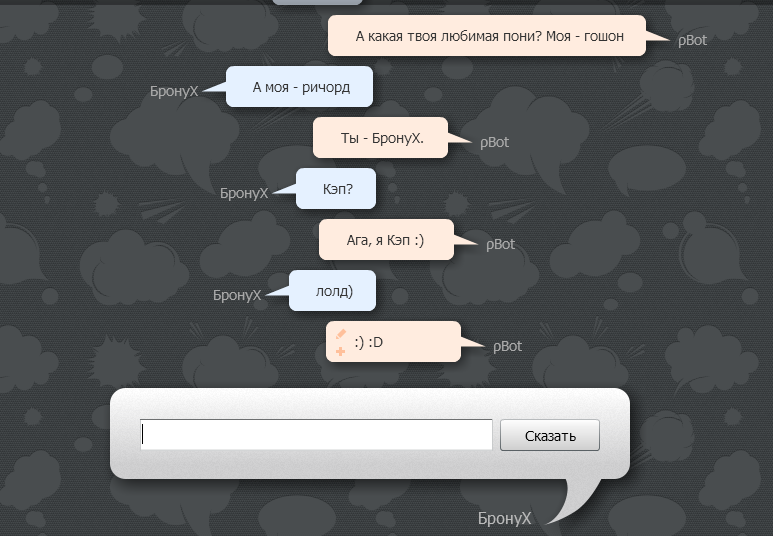 А какая твоя любимая пони? Моя - гошон
ρBot
БронуХ
А моя - ричорд
Ты - БронуХ.
ρBot
БронуХ
Кэп?
Ага, я Кэп :)
ρBot
БронуХ
лолд)
:) :D
ρBot
Сказать
БронуХ